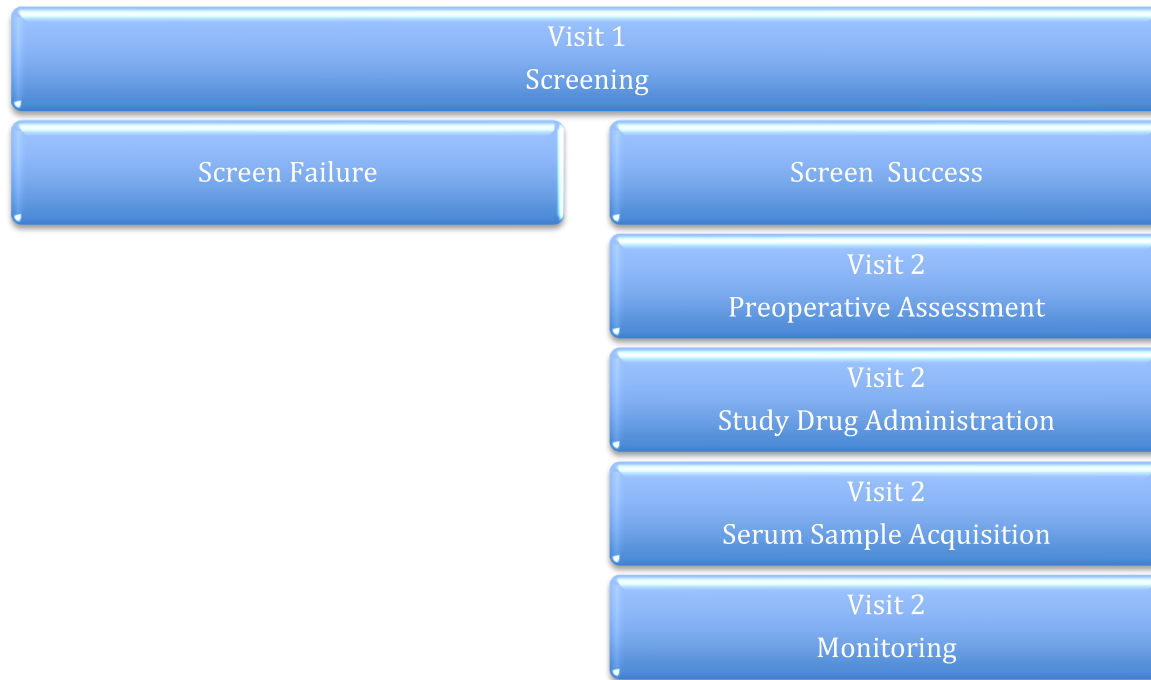 Visit 1
Screening
Screen Failure
Screen Success
Visit 2
Preoperative Assessment
Visit 2
Study Drug Administration
Visit 2
Serum Sample Acquisition
Visit 2
Monitoring